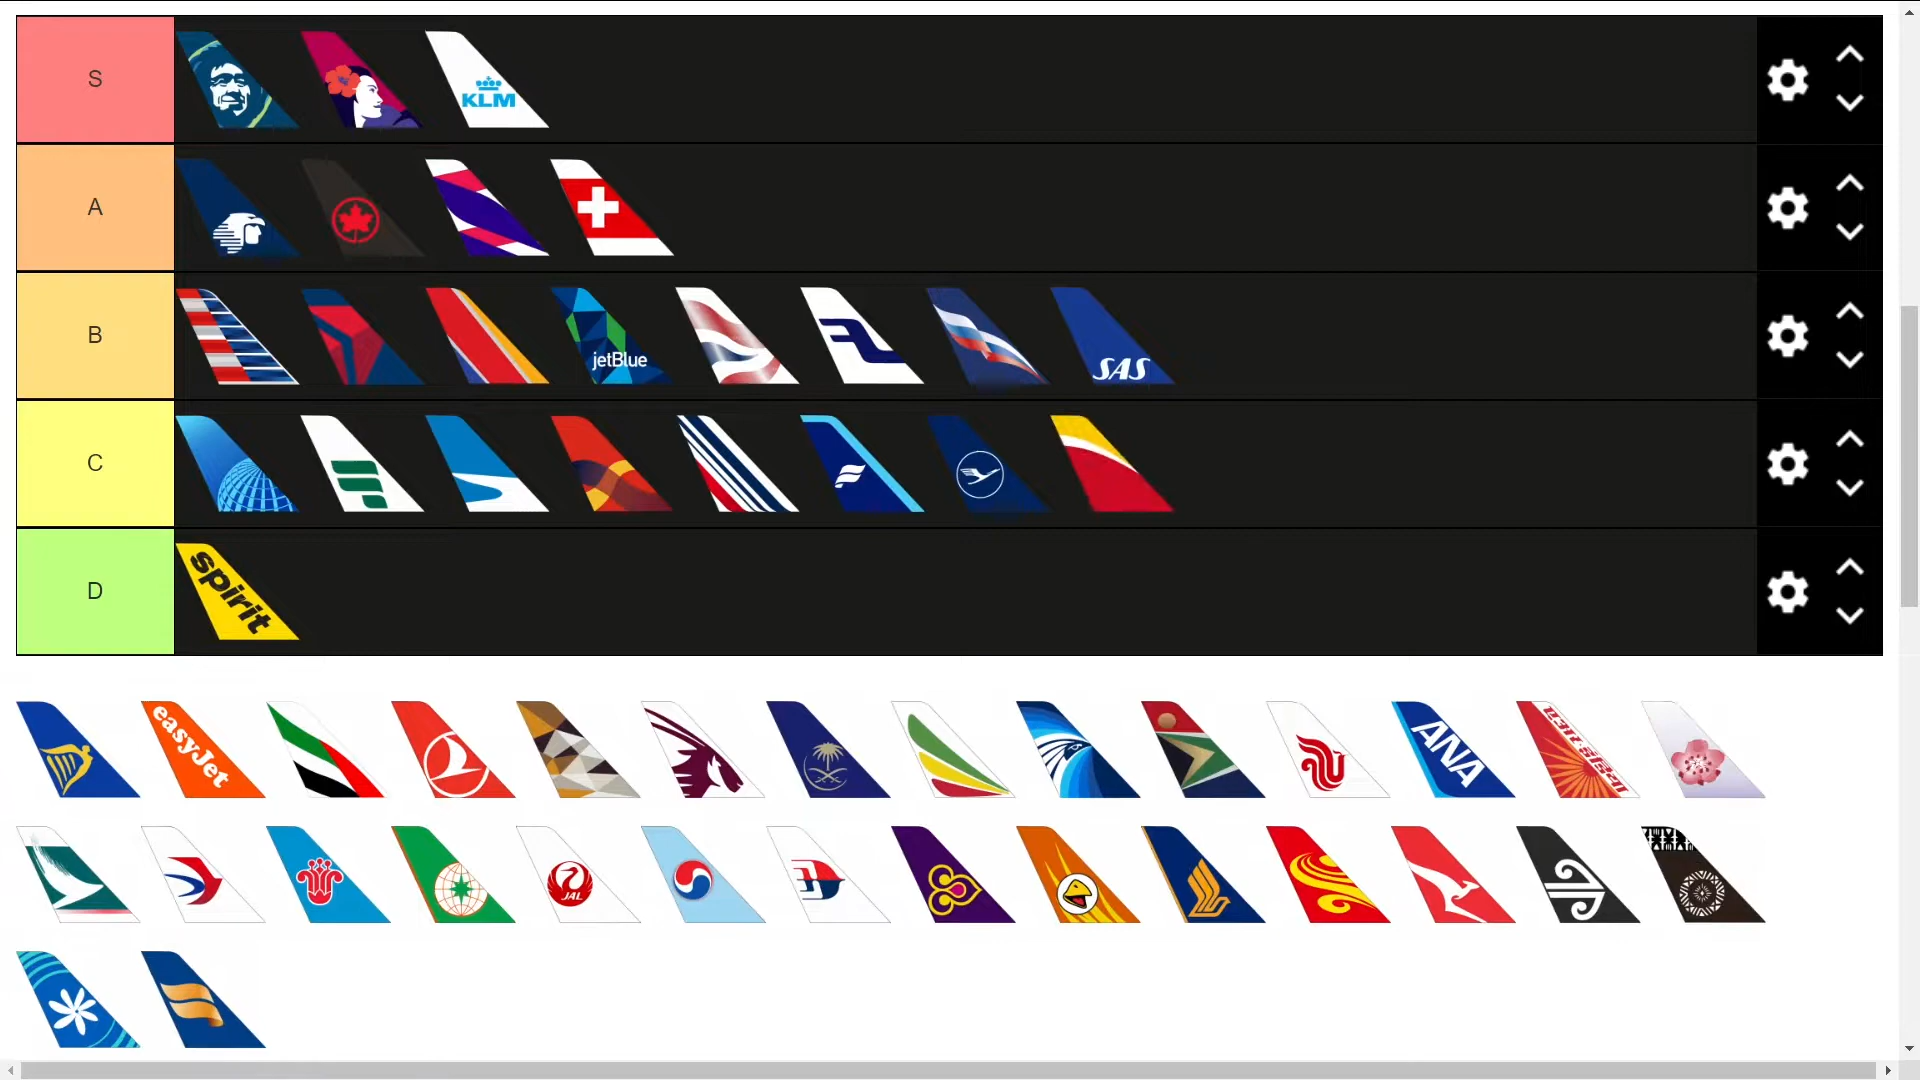 S
KLM
A
B
jetBlue
SAS
C
D
spirit
easyJet
ANA
JAL